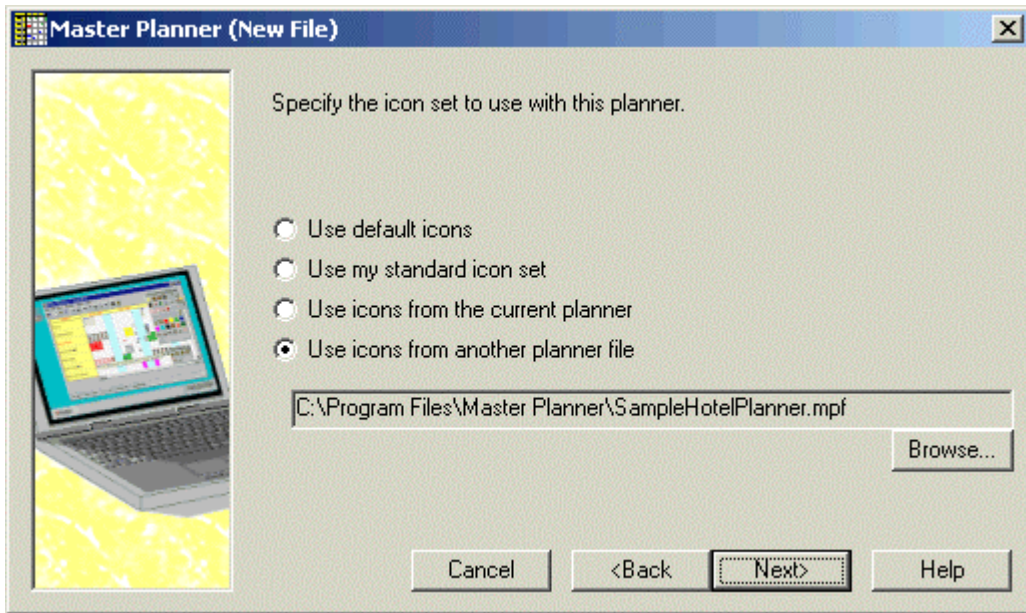 Master Planner (New File)
Specify the icon set to use with this planner.
Use default icons
Use my standard icon set
Use icons from the current planner
Use icons from another planner file
C:\Program Files\Master Planner\SampleHotelPlanner.mpf
Browse...
Cancel <Back Next> Help